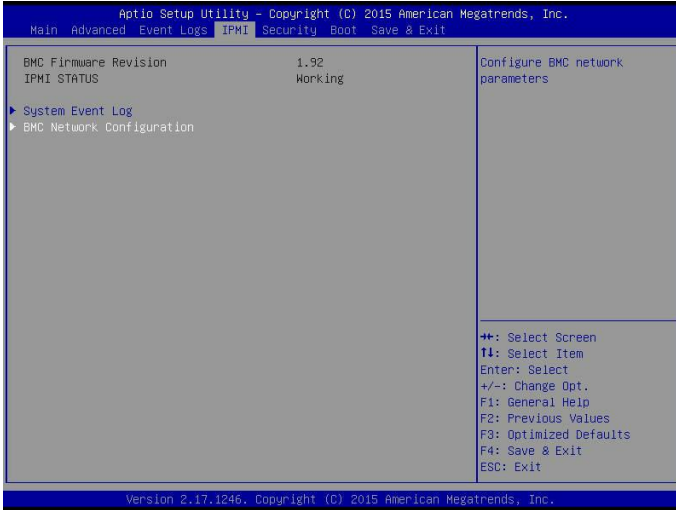 Aptio Setup Utility – Copyright (C) 2015 American Megatrends, Inc.
Main Advanced Event Logs IPMI Security Boot Save & Exit
BMC Firmware Revision 1.92
IPMI STATUS Working
System Event Log
BMC Network Configuration
Configure BMC network
parameters
→←: Select Screen
↑↓: Select Item
Enter: Select
+/-: Change Opt.
F1: General Help
F2: Previous Values
F3: Optimized Defaults
F4: Save & Exit
ESC: Exit
Version 2.17.1246. Copyright (C) 2015 American Megatrends, Inc.